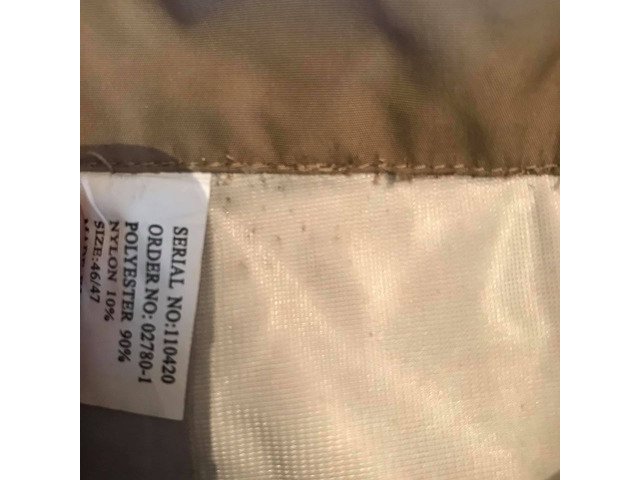 SERIAL NO:110420
ORDER NO: 02780-1
POLYESTER 90%
NYLON 10%
SIZE:46/47